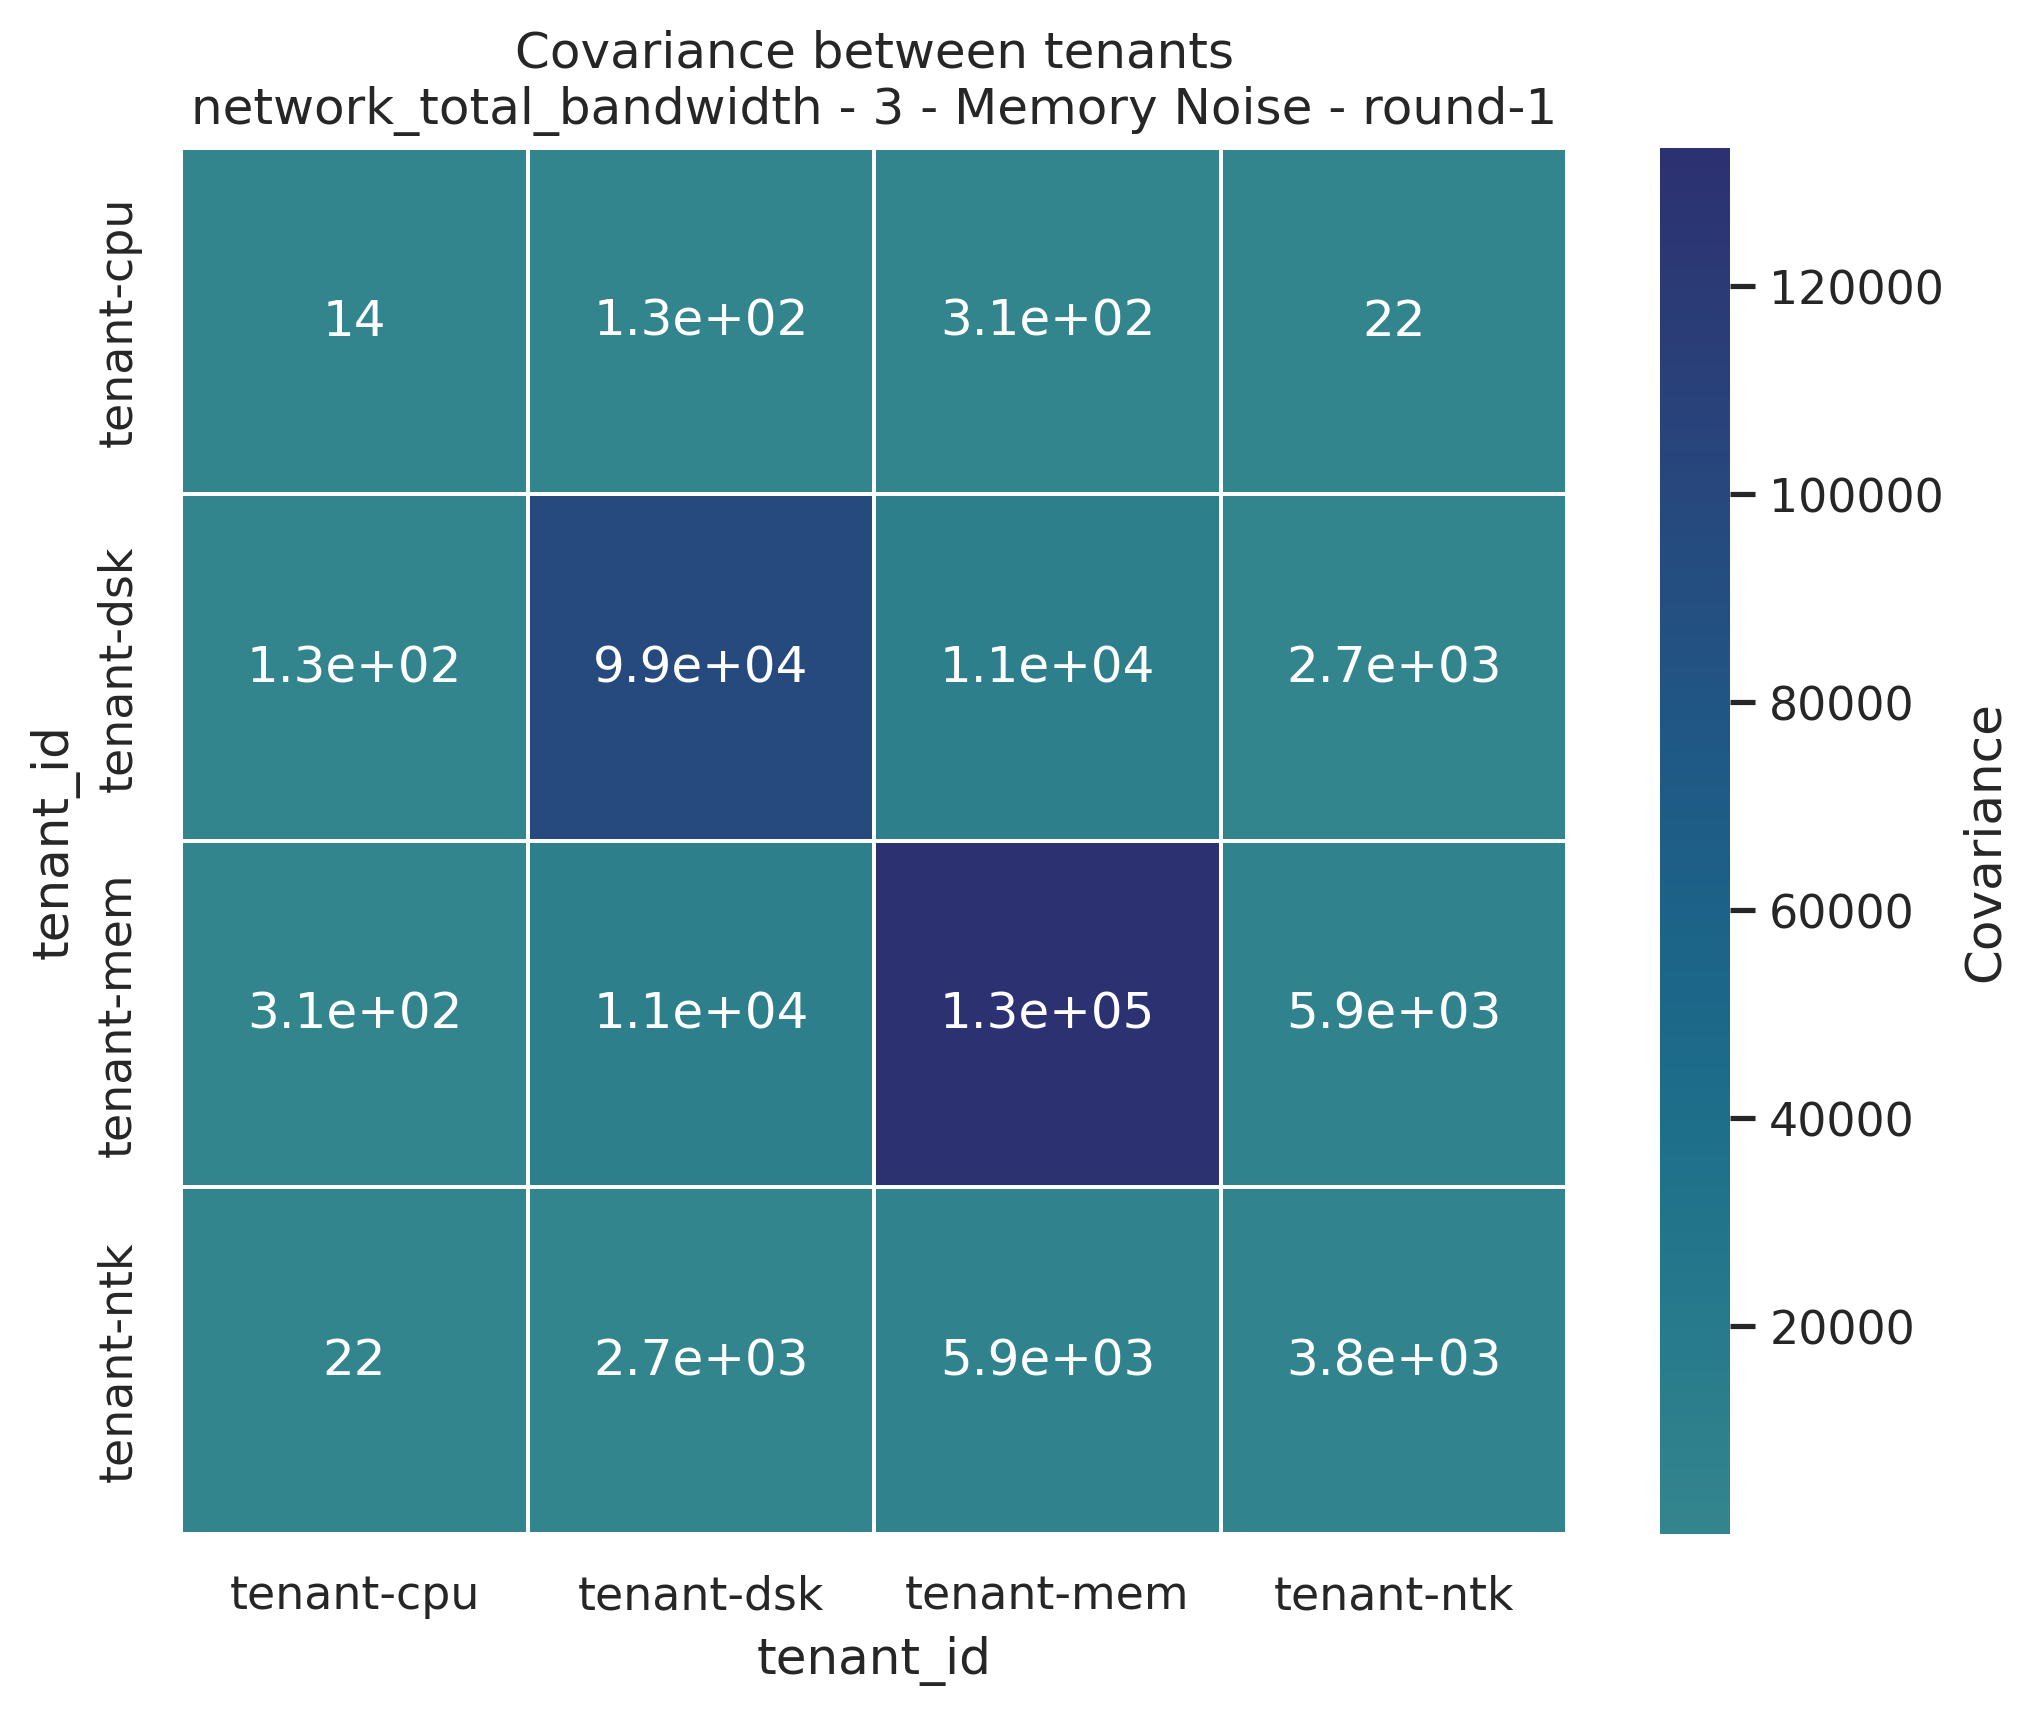 Covariance between tenants
network_total_bandwidth - 3 - Memory Noise - round-1
tenant_id
tenant-cpu
14 1.3e+02 3.1e+02 22
tenant-dsk
1.3e+02 9.9e+04 1.1e+04 2.7e+03
tenant-mem
3.1e+02 1.1e+04 1.3e+05 5.9e+03
tenant-ntk
22 2.7e+03 5.9e+03 3.8e+03
tenant-cpu tenant-dsk tenant-mem tenant-ntk
tenant_id
120000
100000
80000
60000
40000
20000
Covariance